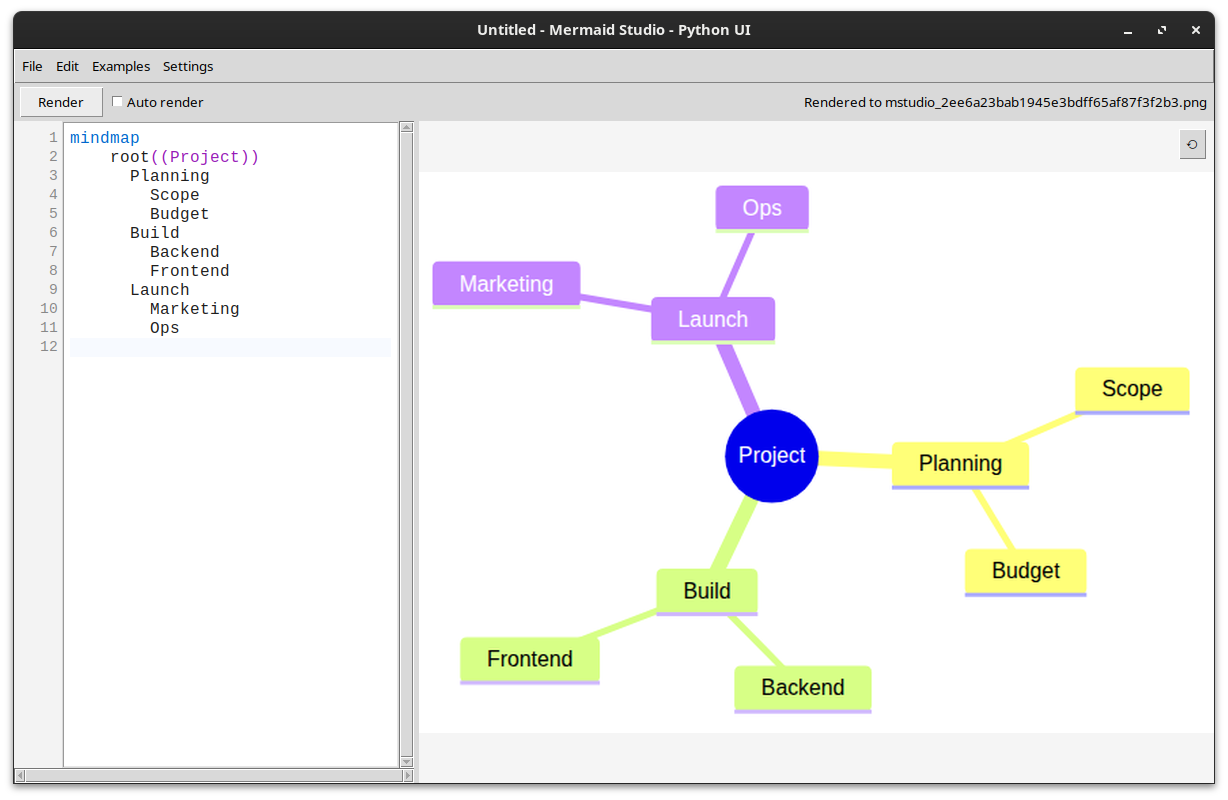 Untitled - Mermaid Studio - Python UI
File Edit Examples Settings
Render Auto render Rendered to mstudio_2ee6a23bab1945e3bdff65af87f3f2b3.png
1 mindmap
2 root((Project))
3 Planning
4 Scope
5 Budget
6 Build
7 Backend
8 Frontend
9 Launch
10 Marketing
11 Ops
12
Ops
Marketing
Launch
Scope
Project
Planning
Budget
Build
Frontend
Backend